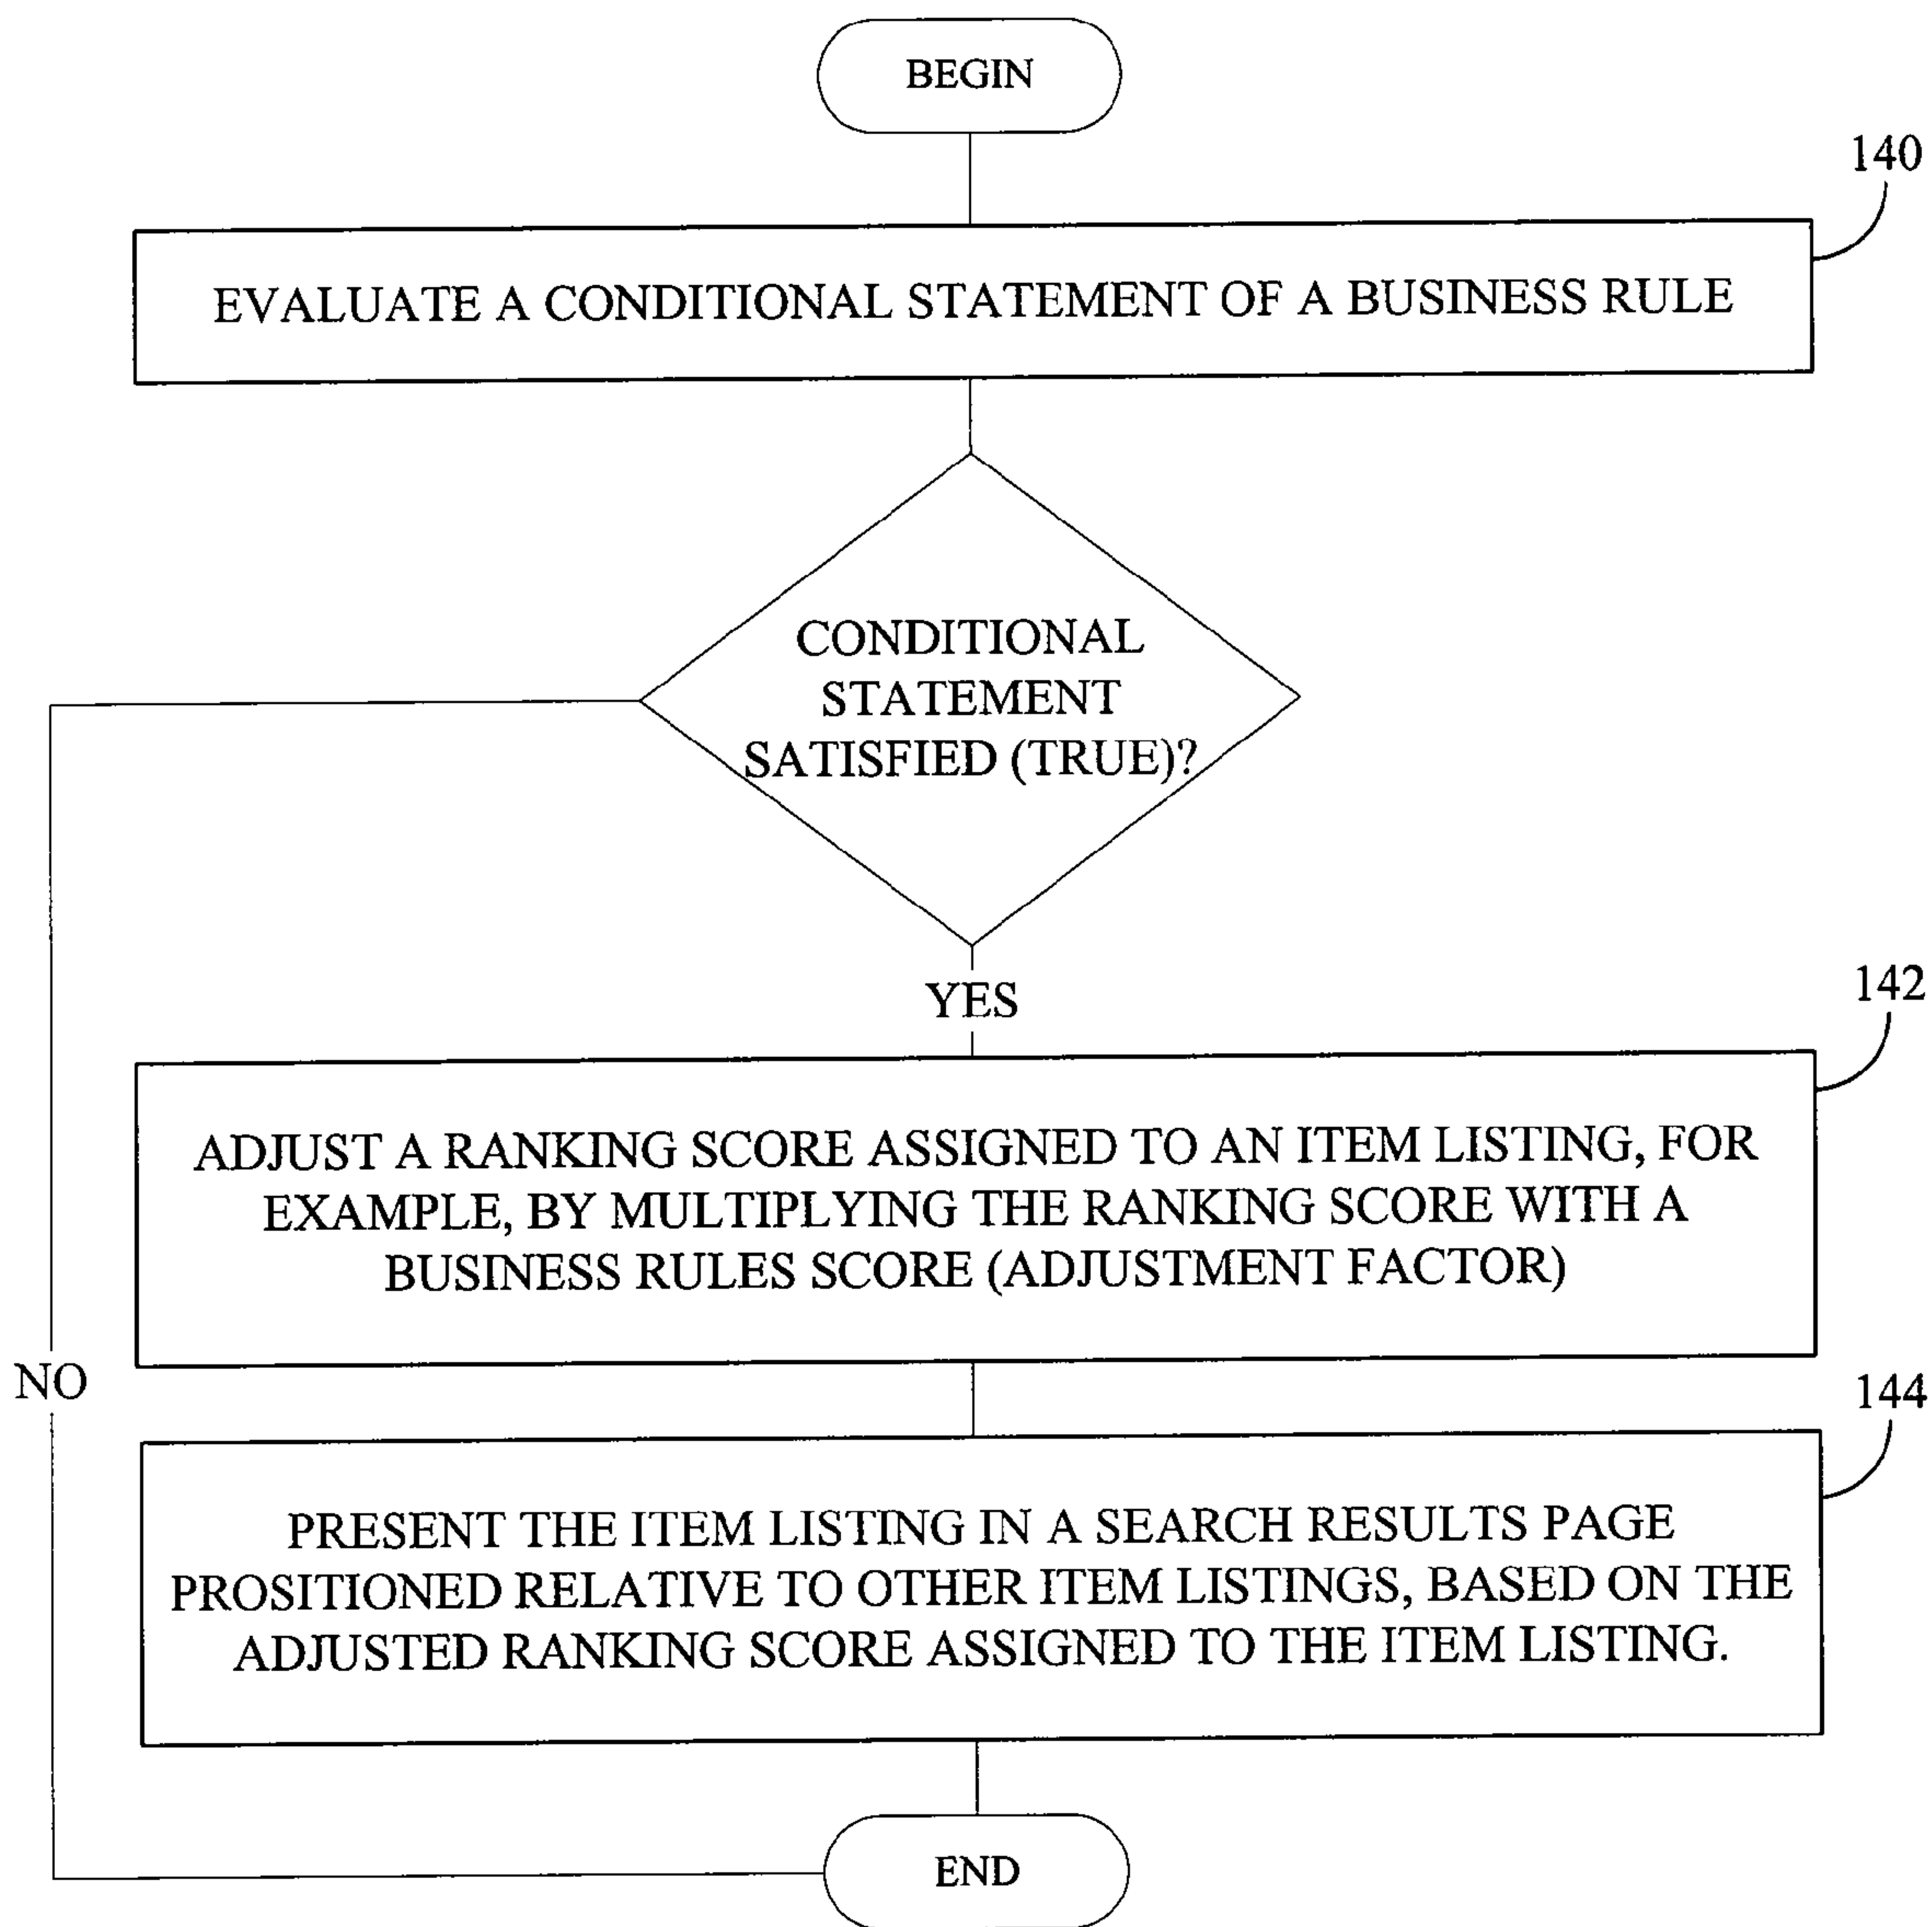 BEGIN
140
EVALUATE A CONDITIONAL STATEMENT OF A BUSINESS RULE
CONDITIONAL
STATEMENT
SATISFIED (TRUE)?
YES
142
ADJUST A RANKING SCORE ASSIGNED TO AN ITEM LISTING, FOR
EXAMPLE, BY MULTIPLYING THE RANKING SCORE WITH A
BUSINESS RULES SCORE (ADJUSTMENT FACTOR)
NO
144
PRESENT THE ITEM LISTING IN A SEARCH RESULTS PAGE
PROSITIONED RELATIVE TO OTHER ITEM LISTINGS, BASED ON THE
ADJUSTED RANKING SCORE ASSIGNED TO THE ITEM LISTING.
END